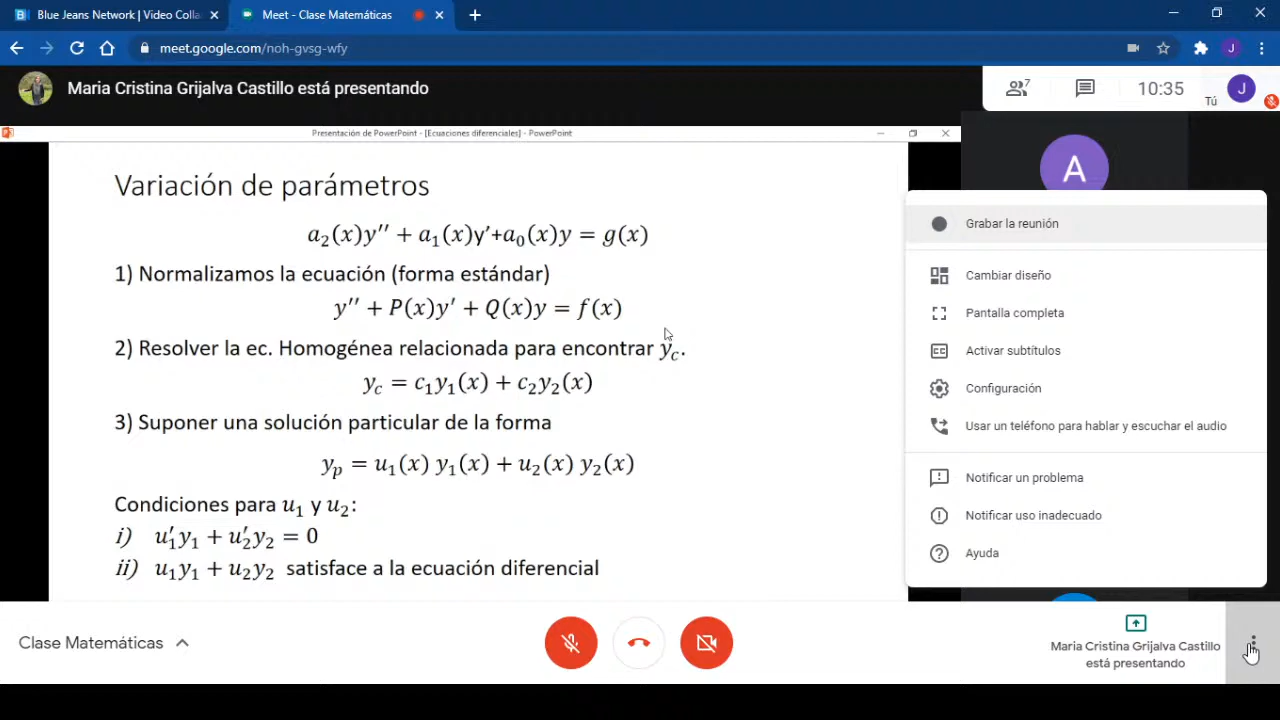 Blue Jeans Network | Video Colla
Meet - Clase Matemáticas
meet.google.com/noh-gvsg-wfy
J
Maria Cristina Grijalva Castillo está presentando
7
10:35
Tú
J
Presentación de PowerPoint - [Ecuaciones diferenciales] - PowerPoint
A
Variación de parámetros
a₂(x)y′′ + a₁(x)y′+a₀(x)y = g(x)
1) Normalizamos la ecuación (forma estándar)
y′′ + P(x)y′ + Q(x)y = f(x)
2) Resolver la ec. Homogénea relacionada para encontrar y_c.
y_c = c₁y₁(x) + c₂y₂(x)
3) Suponer una solución particular de la forma
y_p = u₁(x) y₁(x) + u₂(x) y₂(x)
Condiciones para u₁ y u₂:
i) u₁′y₁ + u₂′y₂ = 0
ii) u₁y₁ + u₂y₂ satisface a la ecuación diferencial
Grabar la reunión
Cambiar diseño
Pantalla completa
CC Activar subtítulos
Configuración
Usar un teléfono para hablar y escuchar el audio
Notificar un problema
Notificar uso inadecuado
Ayuda
Clase Matemáticas
Maria Cristina Grijalva Castillo
está presentando